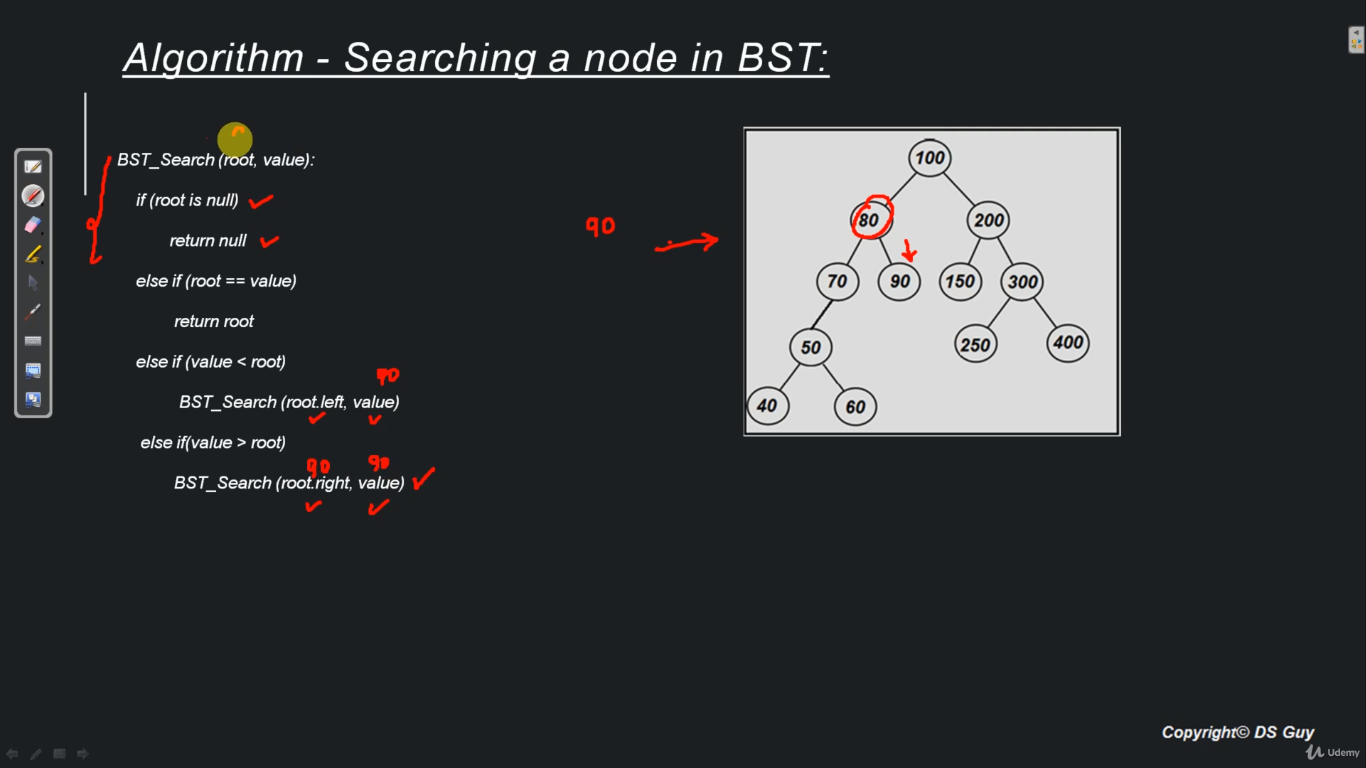 Algorithm - Searching a node in BST:
BST_Search (root, value):
if (root is null)
return null
else if (root == value)
return root
else if (value < root)
90
BST_Search (root.left, value)
else if(value > root)
90 90
BST_Search (root.right, value)
90
100
80 200
70 90 150 300
50 250 400
40 60
Copyright© DS Guy
Udemy